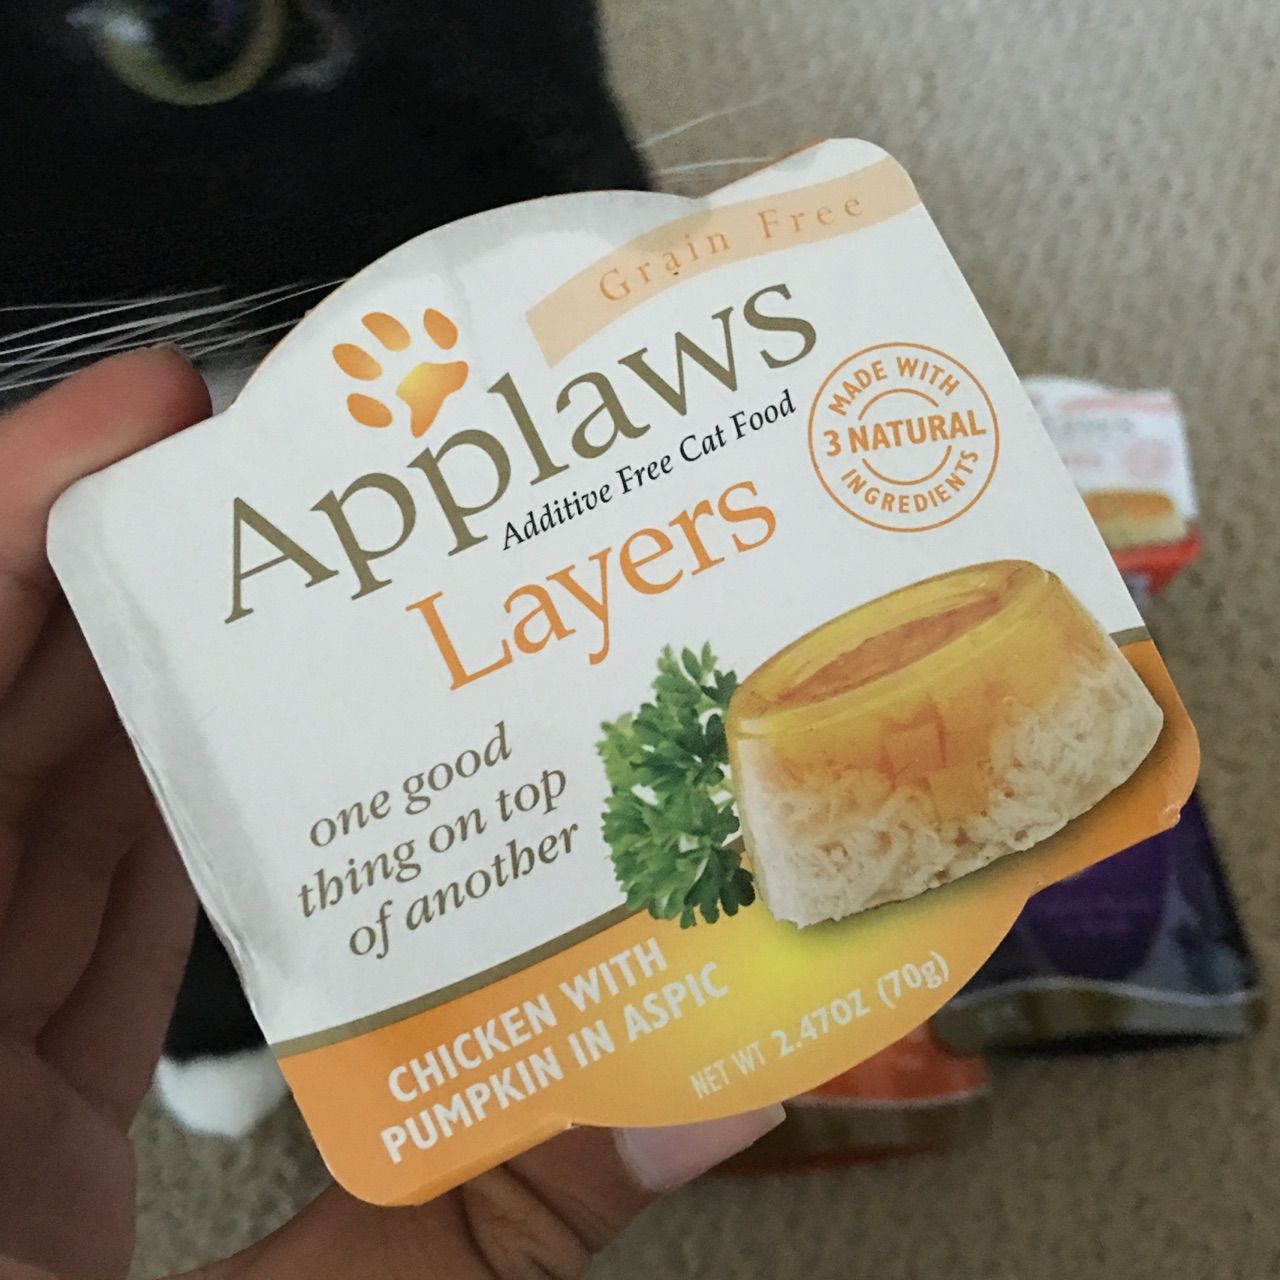 Grain Free
Applaws
Additive Free Cat Food
Layers
MADE WITH
3 NATURAL
INGREDIENTS
one good
thing on top
of another
CHICKEN WITH
PUMPKIN IN ASPIC
NET WT 2.47OZ (70g)